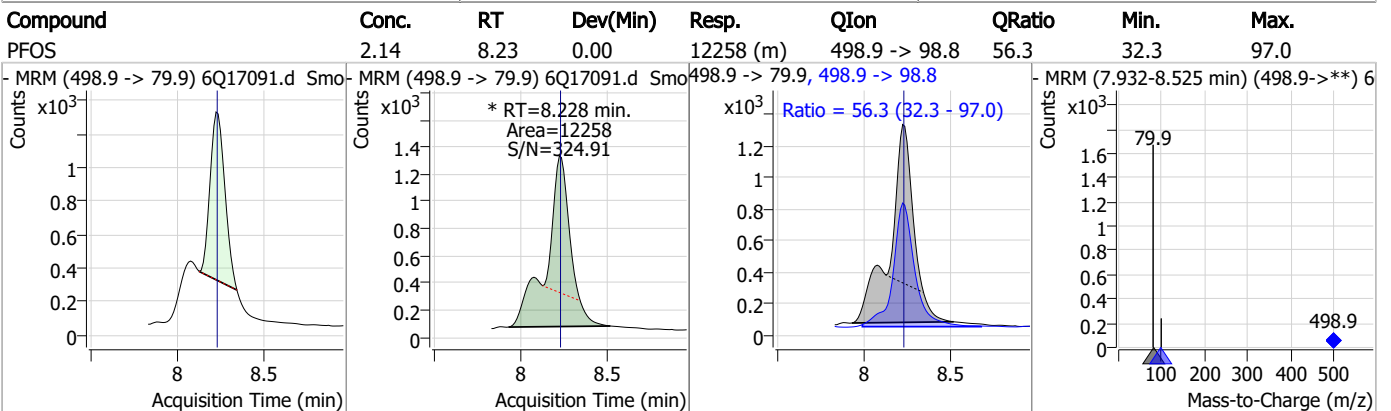 Compound Conc. RT Dev(Min) Resp. QIon QRatio Min. Max.
PFOS 2.14 8.23 0.00 12258 (m) 498.9 -> 98.8 56.3 32.3 97.0
- MRM (498.9 -> 79.9) 6Q17091.d Smo
Counts
x10³
1
0.8
0.6
0.4
0.2
0
8 8.5
Acquisition Time (min)
- MRM (498.9 -> 79.9) 6Q17091.d Smo
Counts
x10³
* RT=8.228 min.
Area=12258
S/N=324.91
1.4
1.2
1
0.8
0.6
0.4
0.2
0
8 8.5
Acquisition Time (min)
498.9 -> 79.9, 498.9 -> 98.8
Counts
x10³
Ratio = 56.3 (32.3 - 97.0)
1.2
1
0.8
0.6
0.4
0.2
0
8 8.5
Acquisition Time (min)
- MRM (7.932-8.525 min) (498.9->**) 6
Counts
x10³
79.9
1.6
1.4
1.2
1
0.8
0.6
0.4
0.2
0
498.9
100 200 300 400 500
Mass-to-Charge (m/z)